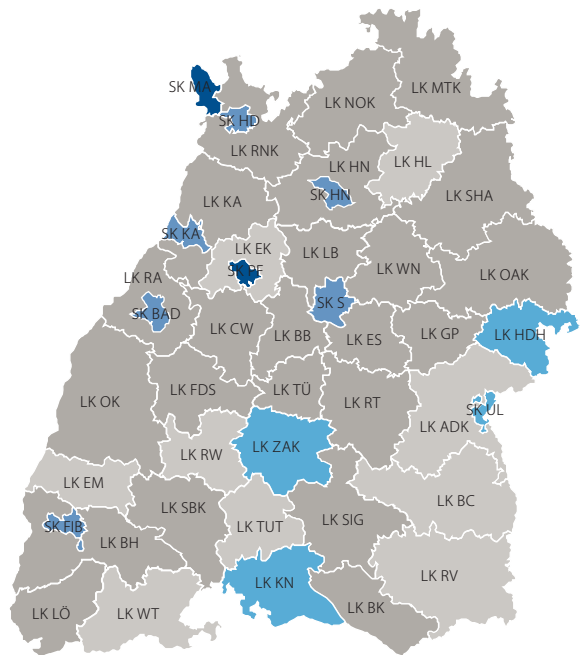 SK MA
LK MTK
LK NOK
SK HD
LK RNK
LK HN
LK HL
SK HN
LK SHA
LK KA
SK KA
LK EK
LK LB
LK WN
SK PF
LK OAK
LK RA
SK BAD
SK S
LK CW
LK BB
LK ES
LK GP
LK HDH
LK FDS
LK TÜ
LK OK
LK RT
SK UL
LK ADK
LK RW
LK ZAK
LK EM
LK SBK
LK BC
SK FIB
LK BH
LK TUT
LK SIG
LK KN
LK RV
LK LÖ
LK WT
LK BK